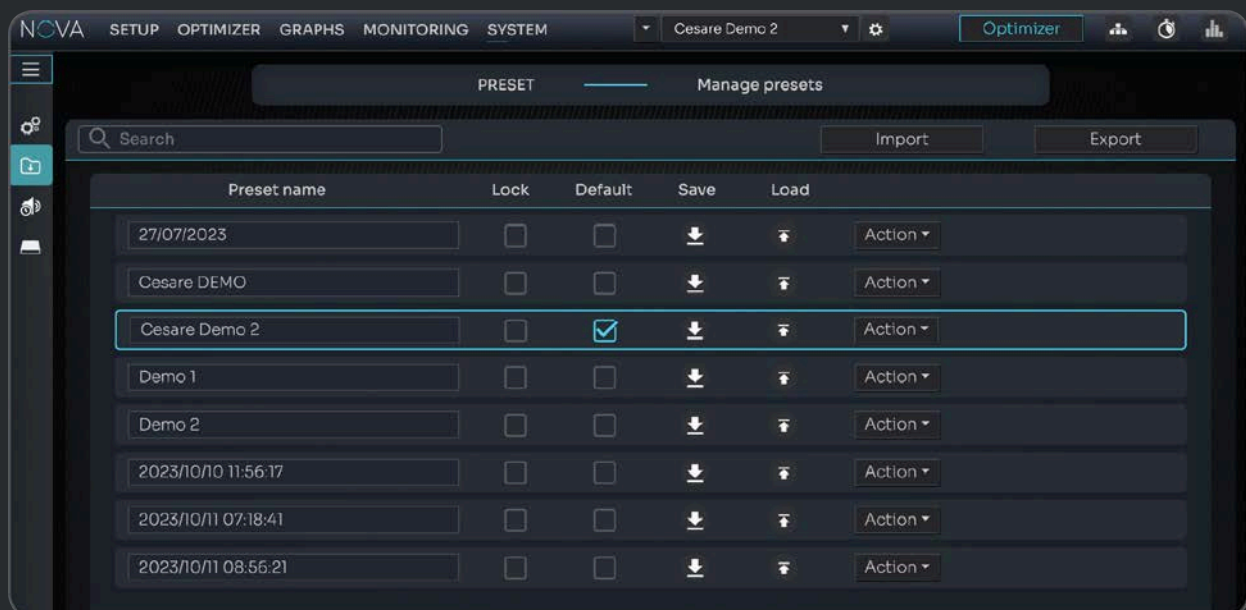 NOVA SETUP OPTIMIZER GRAPHS MONITORING SYSTEM Cesare Demo 2 Optimizer
PRESET Manage presets
Search Import Export
Preset name Lock Default Save Load
27/07/2023 Action
Cesare DEMO Action
Cesare Demo 2 Action
Demo 1 Action
Demo 2 Action
2023/10/10 11:56:17 Action
2023/10/11 07:18:41 Action
2023/10/11 08:56:21 Action